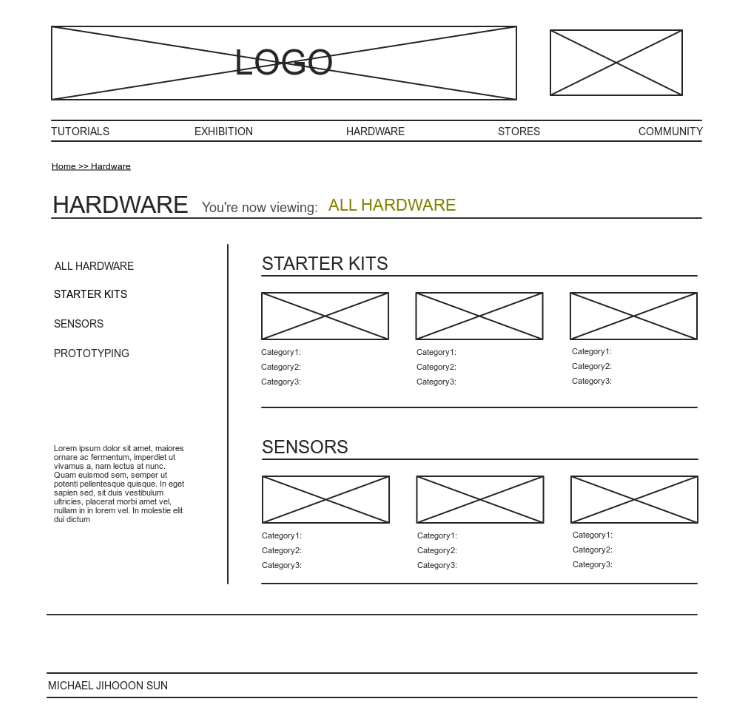 LOGO
TUTORIALS EXHIBITION HARDWARE STORES COMMUNITY
Home >> Hardware
HARDWARE You're now viewing: ALL HARDWARE
ALL HARDWARE
STARTER KITS
SENSORS
PROTOTYPING
Lorem ipsum dolor sit amet, maiores
ornare ac fermentum, imperdiet ut
vivamus a, nam lectus at nunc.
Quam euismod sem, semper ut
potenti pellentesque quisque. In eget
sapien sed, sit duis vestibulum
ultricies, placerat morbi amet vel,
nullam in in lorem vel. In molestie elit
dui dictum
STARTER KITS
Category1: Category1: Category1:
Category2: Category2: Category2:
Category3: Category3: Category3:
SENSORS
Category1: Category1: Category1:
Category2: Category2: Category2:
Category3: Category3: Category3:
MICHAEL JIHOOON SUN